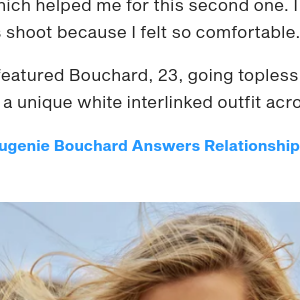 hich helped me for this second one. I
shoot because I felt so comfortable.
featured Bouchard, 23, going topless
a unique white interlinked outfit acro
ugenie Bouchard Answers Relationship